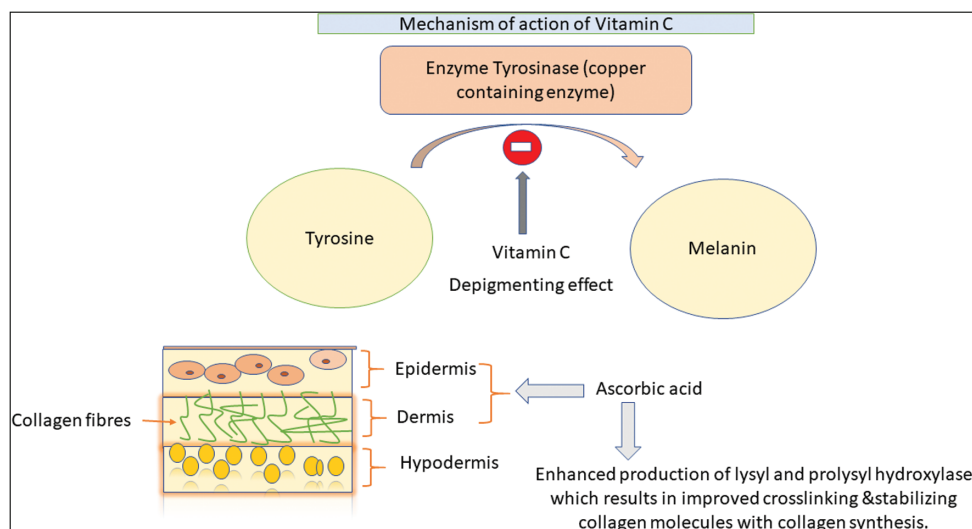 Mechanism of action of Vitamin C
Enzyme Tyrosinase (copper
containing enzyme)
Tyrosine
Melanin
Vitamin C
Depigmenting effect
Epidermis
Ascorbic acid
Collagen fibres
Dermis
Hypodermis
Enhanced production of lysyl and prolysyl hydroxylase
which results in improved crosslinking &stabilizing
collagen molecules with collagen synthesis.